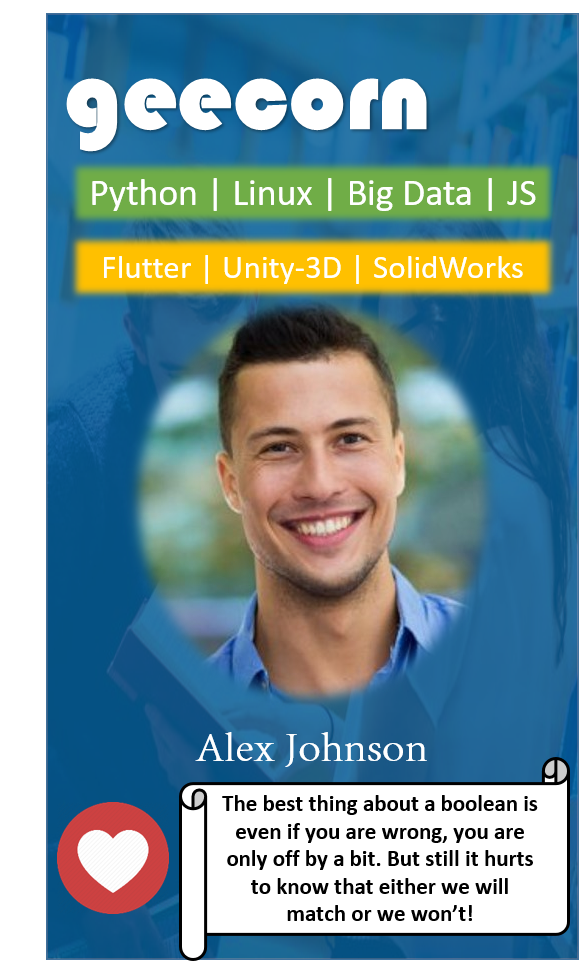 geecorn
Python | Linux | Big Data | JS
Flutter | Unity-3D | SolidWorks
Alex Johnson
The best thing about a boolean is
even if you are wrong, you are
only off by a bit. But still it hurts
to know that either we will
match or we won’t!